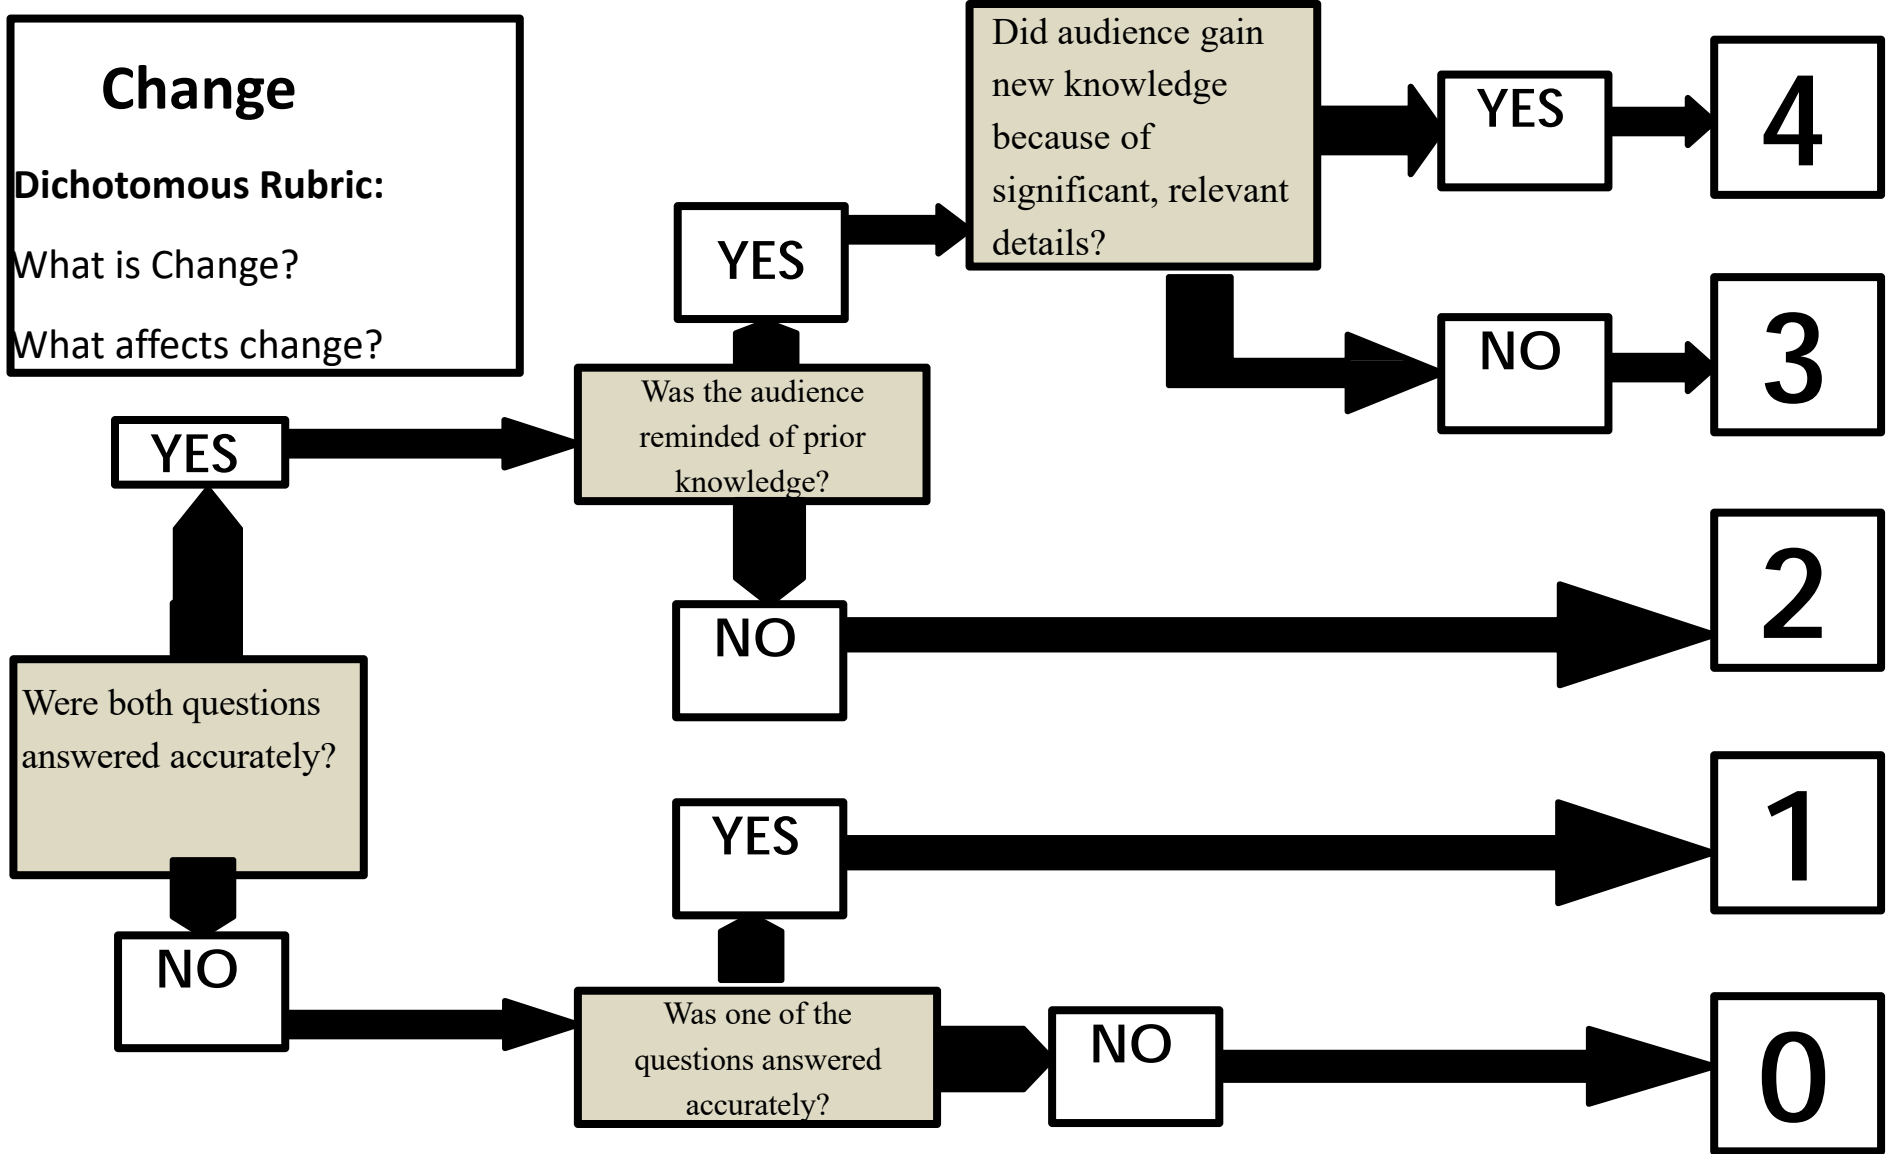 Change
Dichotomous Rubric:
What is Change?
What affects change?
Did audience gain
new knowledge
because of
significant, relevant
details?
YES
4
YES
NO
3
Was the audience
reminded of prior
knowledge?
YES
NO
2
Were both questions
answered accurately?
YES
1
NO
Was one of the
questions answered
accurately?
NO
0